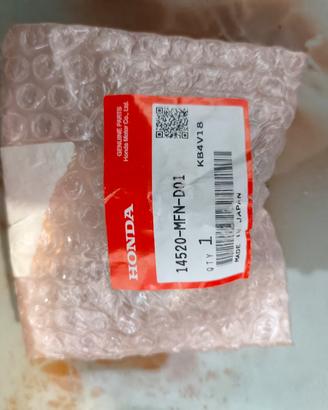 GENUINE PARTS
Honda Motor Co., Ltd.
HONDA
KB4V18
14520-MFN-D01
QTY 1
MADE IN JAPAN